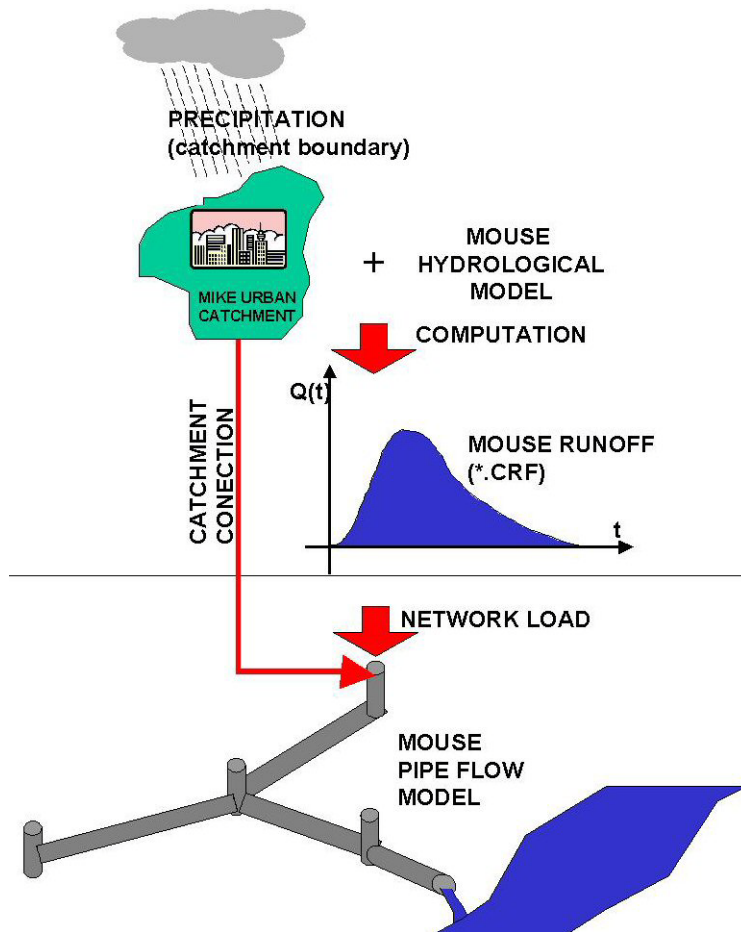 PRECIPITATION
(catchment boundary)
MIKE URBAN
CATCHMENT
+
MOUSE
HYDROLOGICAL
MODEL
COMPUTATION
Q(t)
MOUSE RUNOFF
(*.CRF)
t
CATCHMENT
CONECTION
NETWORK LOAD
MOUSE
PIPE FLOW
MODEL